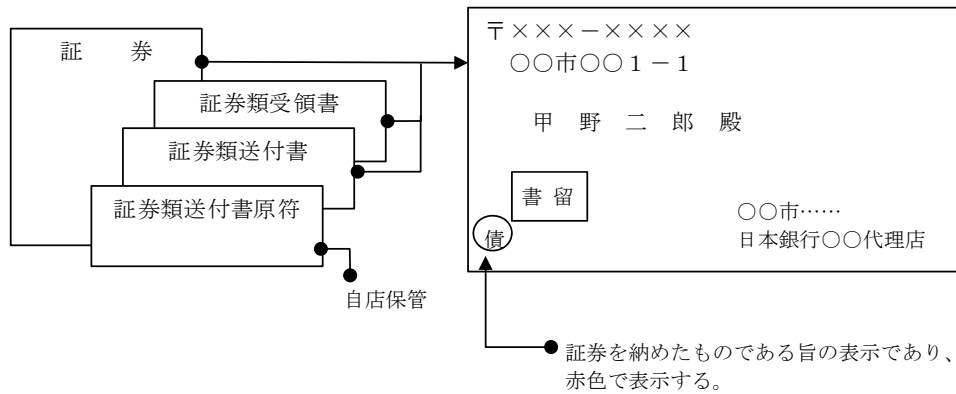 証　　券
証券類受領書
証券類送付書
証券類送付書原符
自店保管
〒×××－××××
○○市○○１－１
甲　野　二　郎　殿
書 留
債
○○市……
日本銀行○○代理店
証券を納めたものである旨の表示であり、
赤色で表示する。